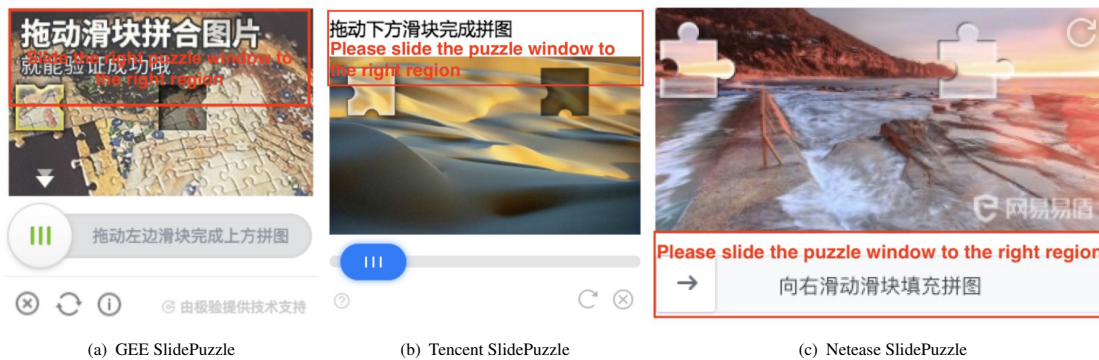 拖动滑块拼合图片
就能验证成功哦
Slide the right puzzle window to
the right region
拖动左边滑块完成上方拼图
由极验提供技术支持
(a) GEE SlidePuzzle
拖动下方滑块完成拼图
Please slide the puzzle window to
the right region
(b) Tencent SlidePuzzle
网易易盾
Please slide the puzzle window to the right region
向右滑动滑块填充拼图
(c) Netease SlidePuzzle